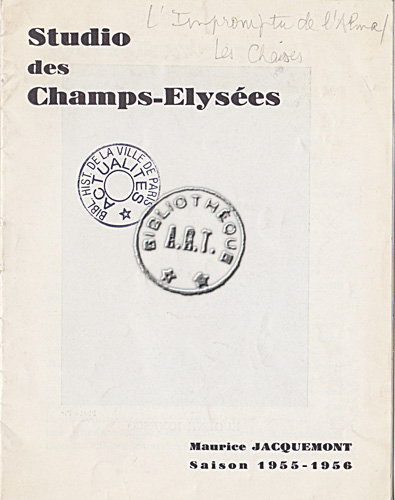 L'Impromptu de l'Alma/
Les Chaises
Studio
des
Champs-Elysées
BIBL. HIST. DE LA VILLE DE PARIS
ACTUALITÉS
BIBLIOTHÈQUE
A.R.T.
Maurice JACQUEMONT
Saison 1955-1956